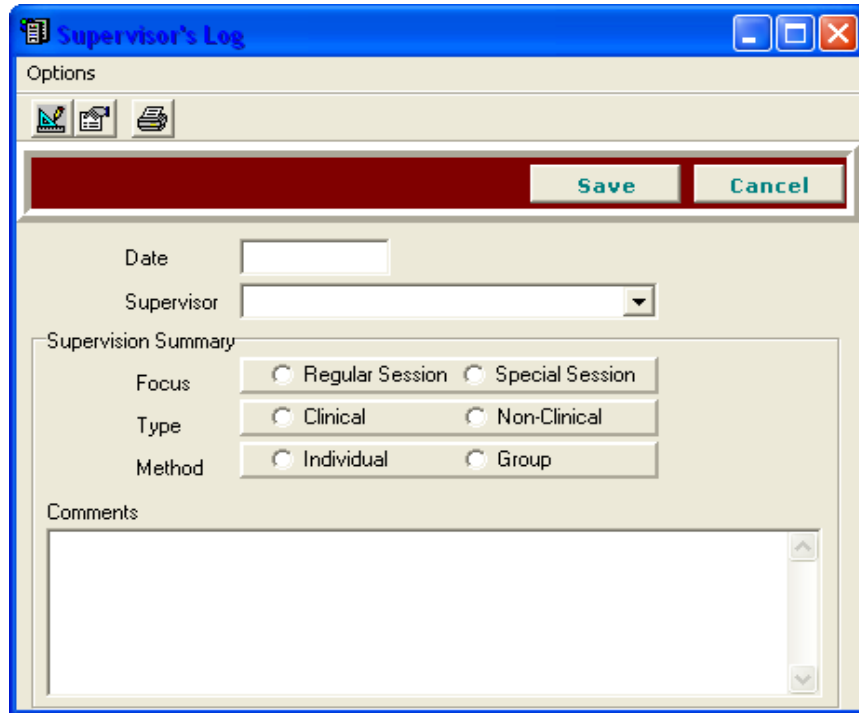 Supervisor's Log
Options
Save Cancel
Date
Supervisor
Supervision Summary
Focus Regular Session Special Session
Type Clinical Non-Clinical
Method Individual Group
Comments